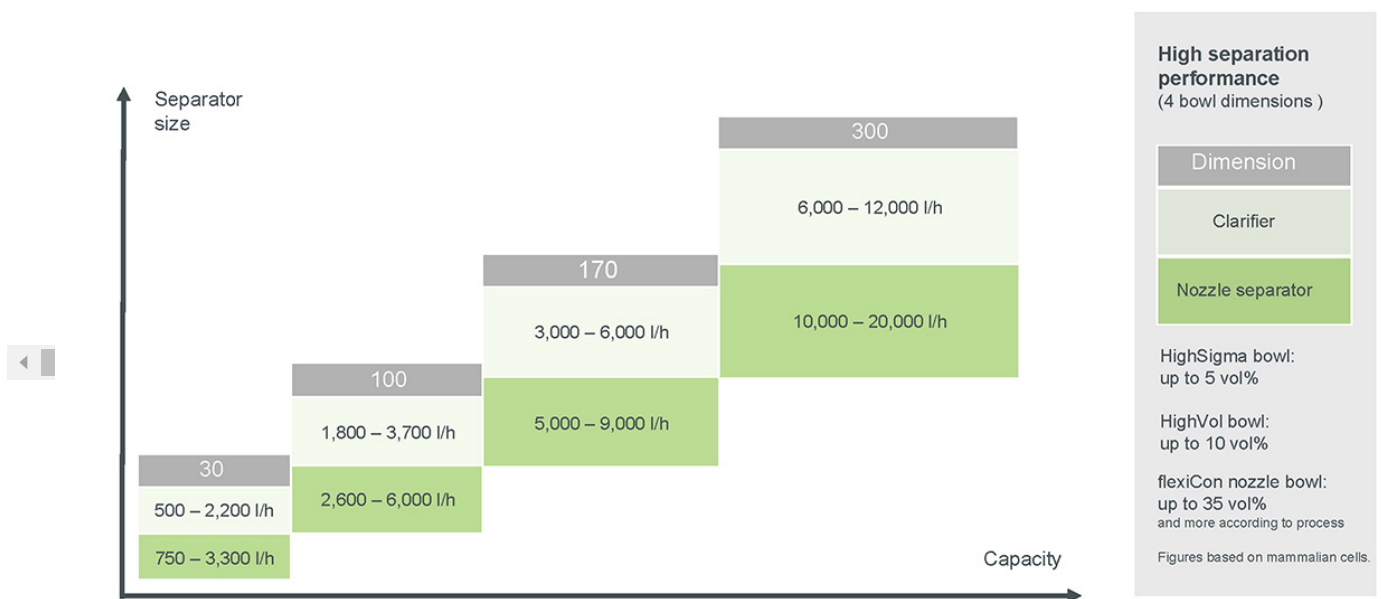 Separator
size
300
6,000 – 12,000 l/h
10,000 – 20,000 l/h
170
3,000 – 6,000 l/h
5,000 – 9,000 l/h
100
1,800 – 3,700 l/h
2,600 – 6,000 l/h
30
500 – 2,200 l/h
750 – 3,300 l/h
Capacity
High separation
performance
(4 bowl dimensions )
Dimension
Clarifier
Nozzle separator
HighSigma bowl:
up to 5 vol%
HighVol bowl:
up to 10 vol%
flexiCon nozzle bowl:
up to 35 vol%
and more according to process
Figures based on mammalian cells.